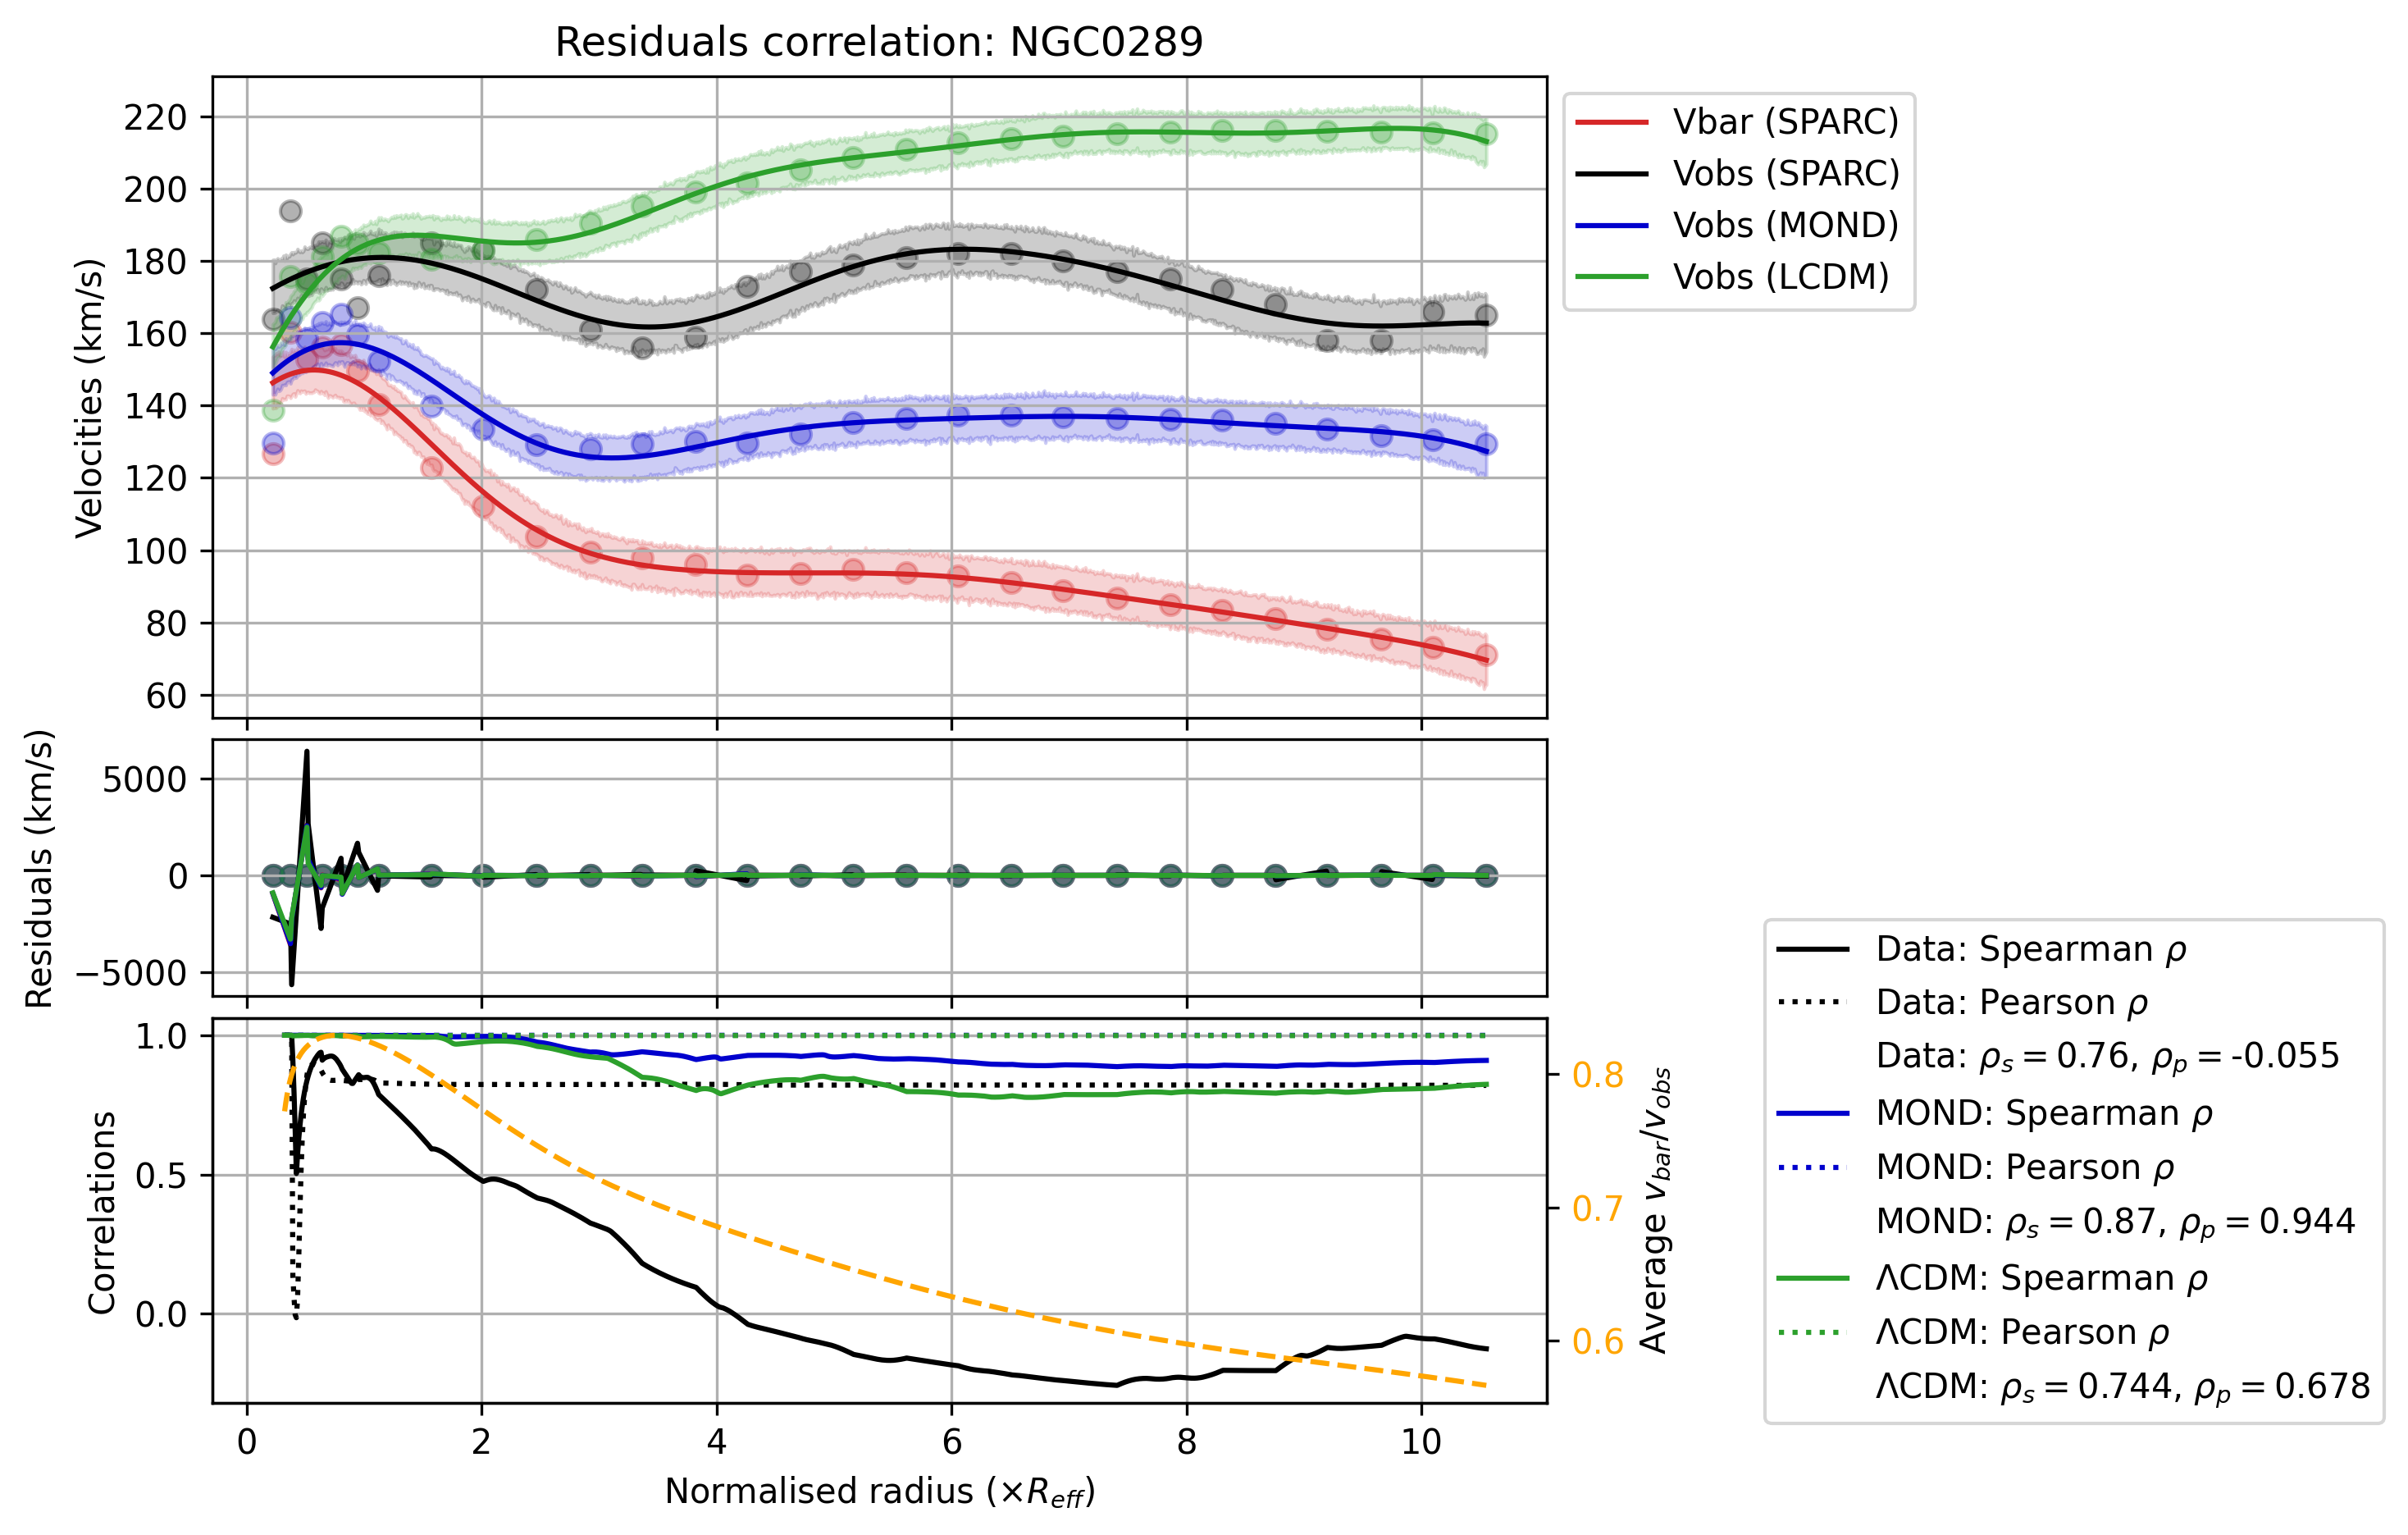 Residuals correlation: NGC0289
Velocities (km/s)
220
200
180
160
140
120
100
80
60
Vbar (SPARC)
Vobs (SPARC)
Vobs (MOND)
Vobs (LCDM)
Residuals (km/s)
5000
0
−5000
Correlations
1.0
0.5
0.0
0.8
0.7
0.6
Average v_bar/v_obs
0 2 4 6 8 10
Normalised radius (×R_eff)
Data: Spearman ρ
Data: Pearson ρ
Data: ρ_s = 0.76, ρ_p = -0.055
MOND: Spearman ρ
MOND: Pearson ρ
MOND: ρ_s = 0.87, ρ_p = 0.944
ΛCDM: Spearman ρ
ΛCDM: Pearson ρ
ΛCDM: ρ_s = 0.744, ρ_p = 0.678